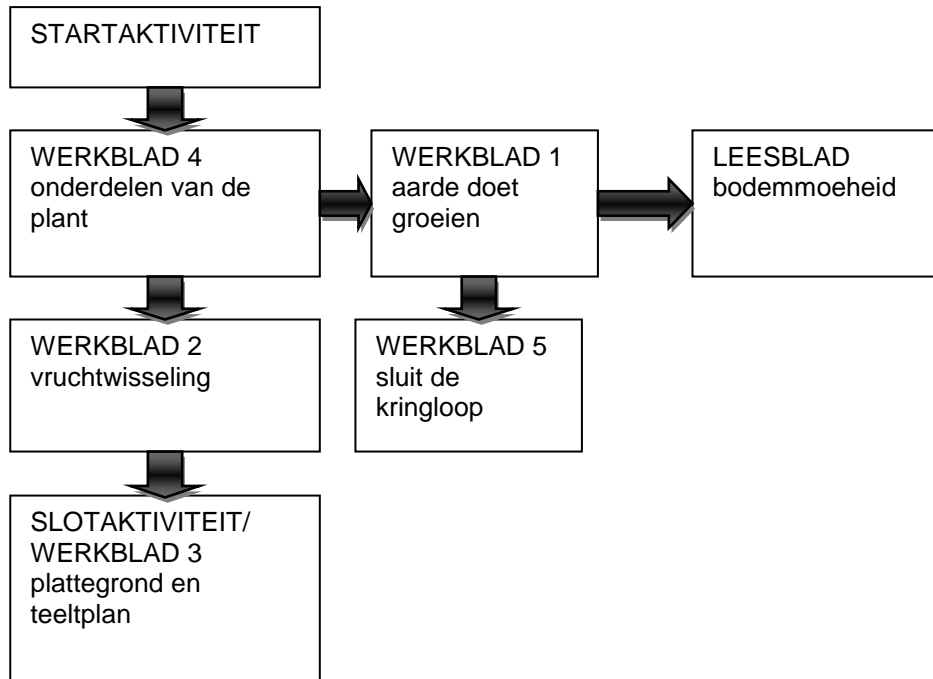 STARTAKTIVITEIT
WERKBLAD 4
onderdelen van de
plant
WERKBLAD 1
aarde doet
groeien
LEESBLAD
bodemmoeheid
WERKBLAD 2
vruchtwisseling
WERKBLAD 5
sluit de
kringloop
SLOTAKTIVITEIT/
WERKBLAD 3
plattegrond en
teeltplan